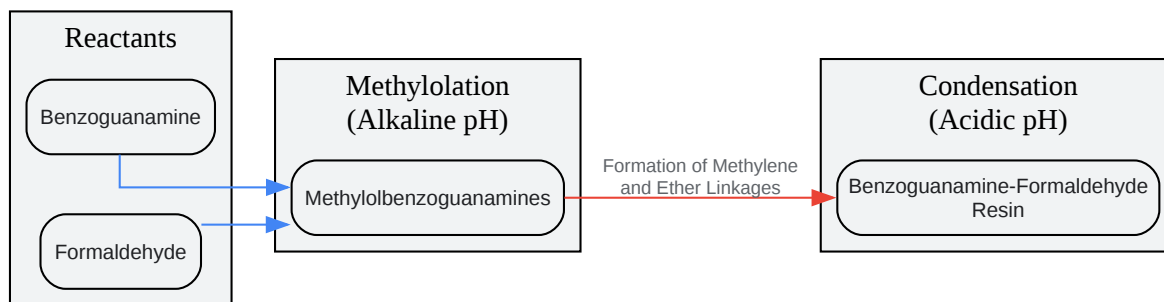 Reactants
Benzoguanamine
Formaldehyde
Methylolation
(Alkaline pH)
Methylolbenzoguanamines
Formation of Methylene
and Ether Linkages
Condensation
(Acidic pH)
Benzoguanamine-Formaldehyde
Resin